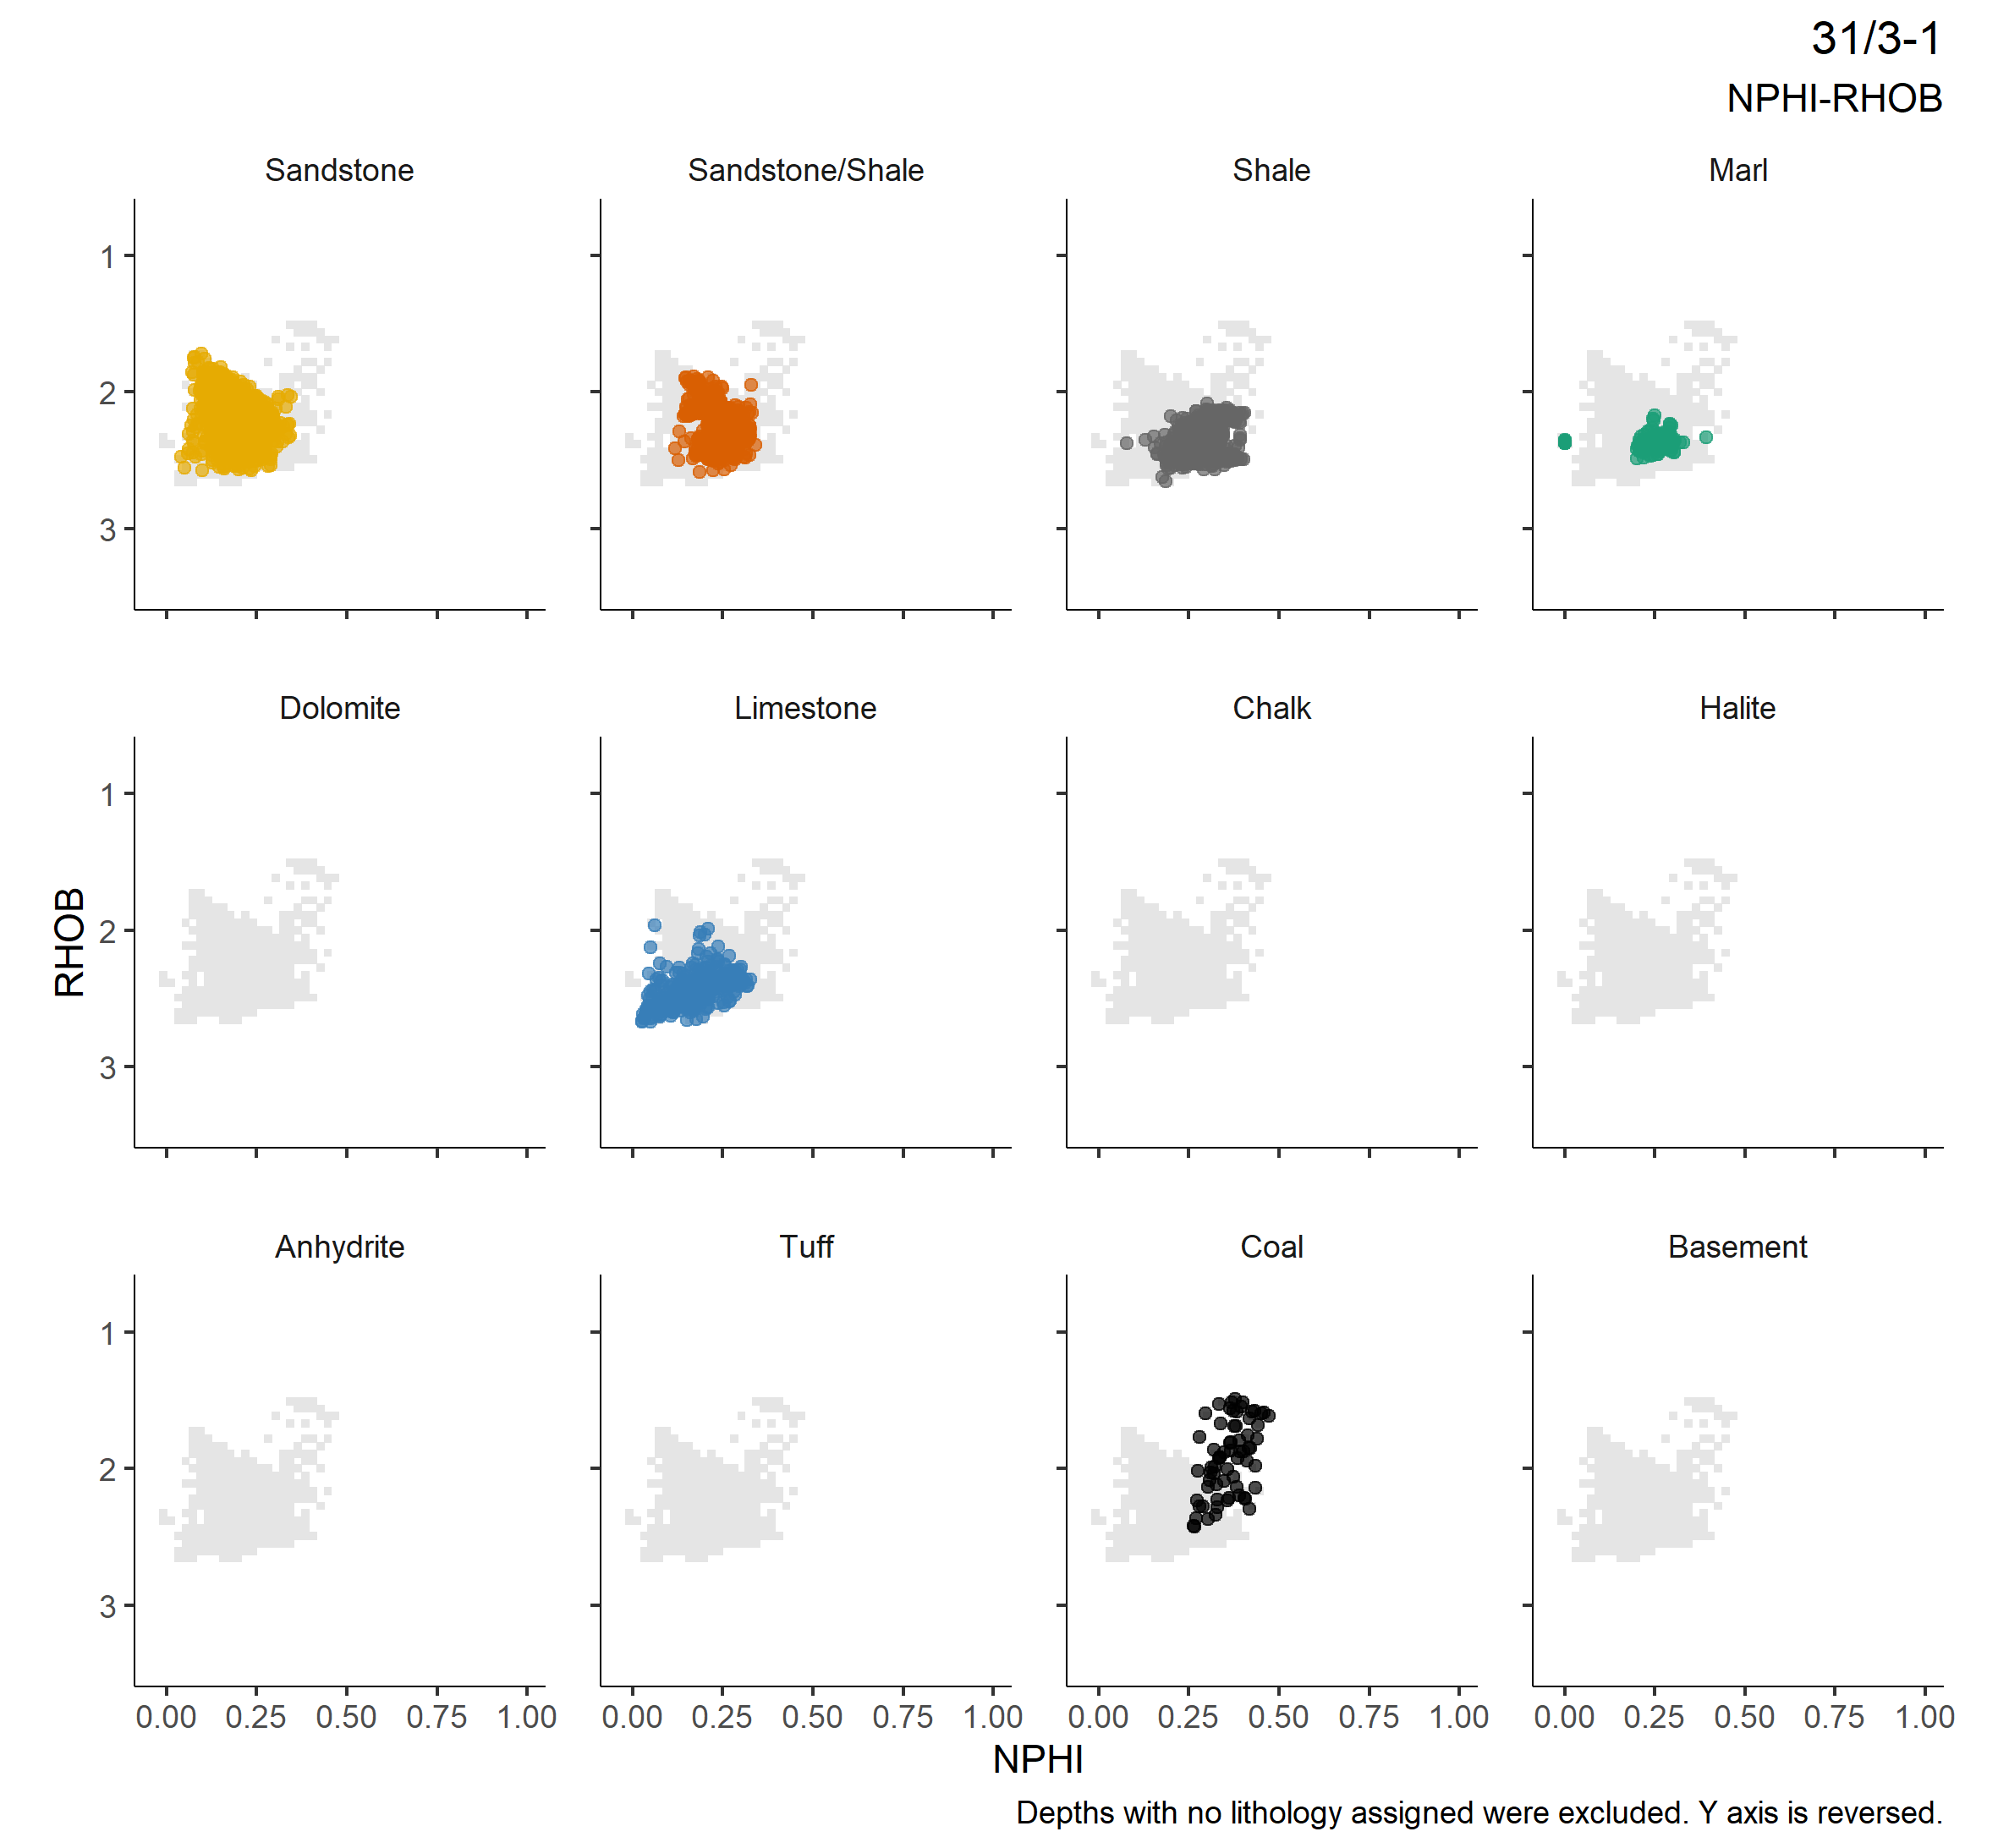 31/3-1
NPHI-RHOB
Sandstone
Sandstone/Shale
Shale
Marl
1
2
3
Dolomite
Limestone
Chalk
Halite
RHOB
1
2
3
Anhydrite
Tuff
Coal
Basement
1
2
3
0.00 0.25 0.50 0.75 1.00
0.00 0.25 0.50 0.75 1.00
0.00 0.25 0.50 0.75 1.00
0.00 0.25 0.50 0.75 1.00
NPHI
Depths with no lithology assigned were excluded. Y axis is reversed.